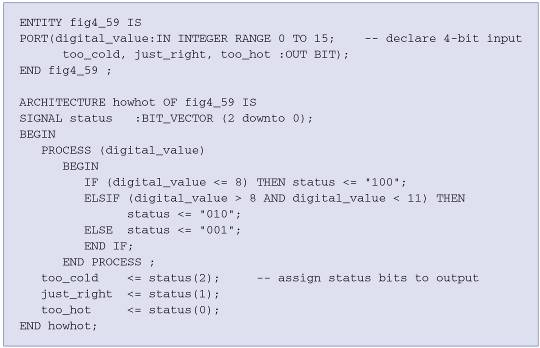 ENTITY fig4_59 IS
PORT(digital_value:IN INTEGER RANGE 0 TO 15;    -- declare 4-bit input
      too_cold, just_right, too_hot :OUT BIT);
END fig4_59 ;

ARCHITECTURE howhot OF fig4_59 IS
SIGNAL status   :BIT_VECTOR (2 downto 0);
BEGIN
   PROCESS (digital_value)
      BEGIN
         IF (digital_value <= 8) THEN status <= "100";
         ELSIF (digital_value > 8 AND digital_value < 11) THEN
               status <= "010";
         ELSE  status <= "001";
         END IF;
      END PROCESS ;
   too_cold    <= status(2);     -- assign status bits to output
   just_right  <= status(1);
   too_hot     <= status(0);
END howhot;